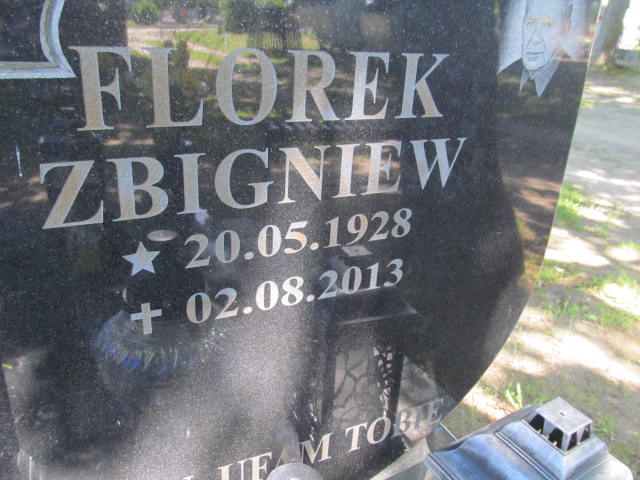 FLOREK
ZBIGNIEW
20.05.1928
02.08.2013
UFAM TOBIE